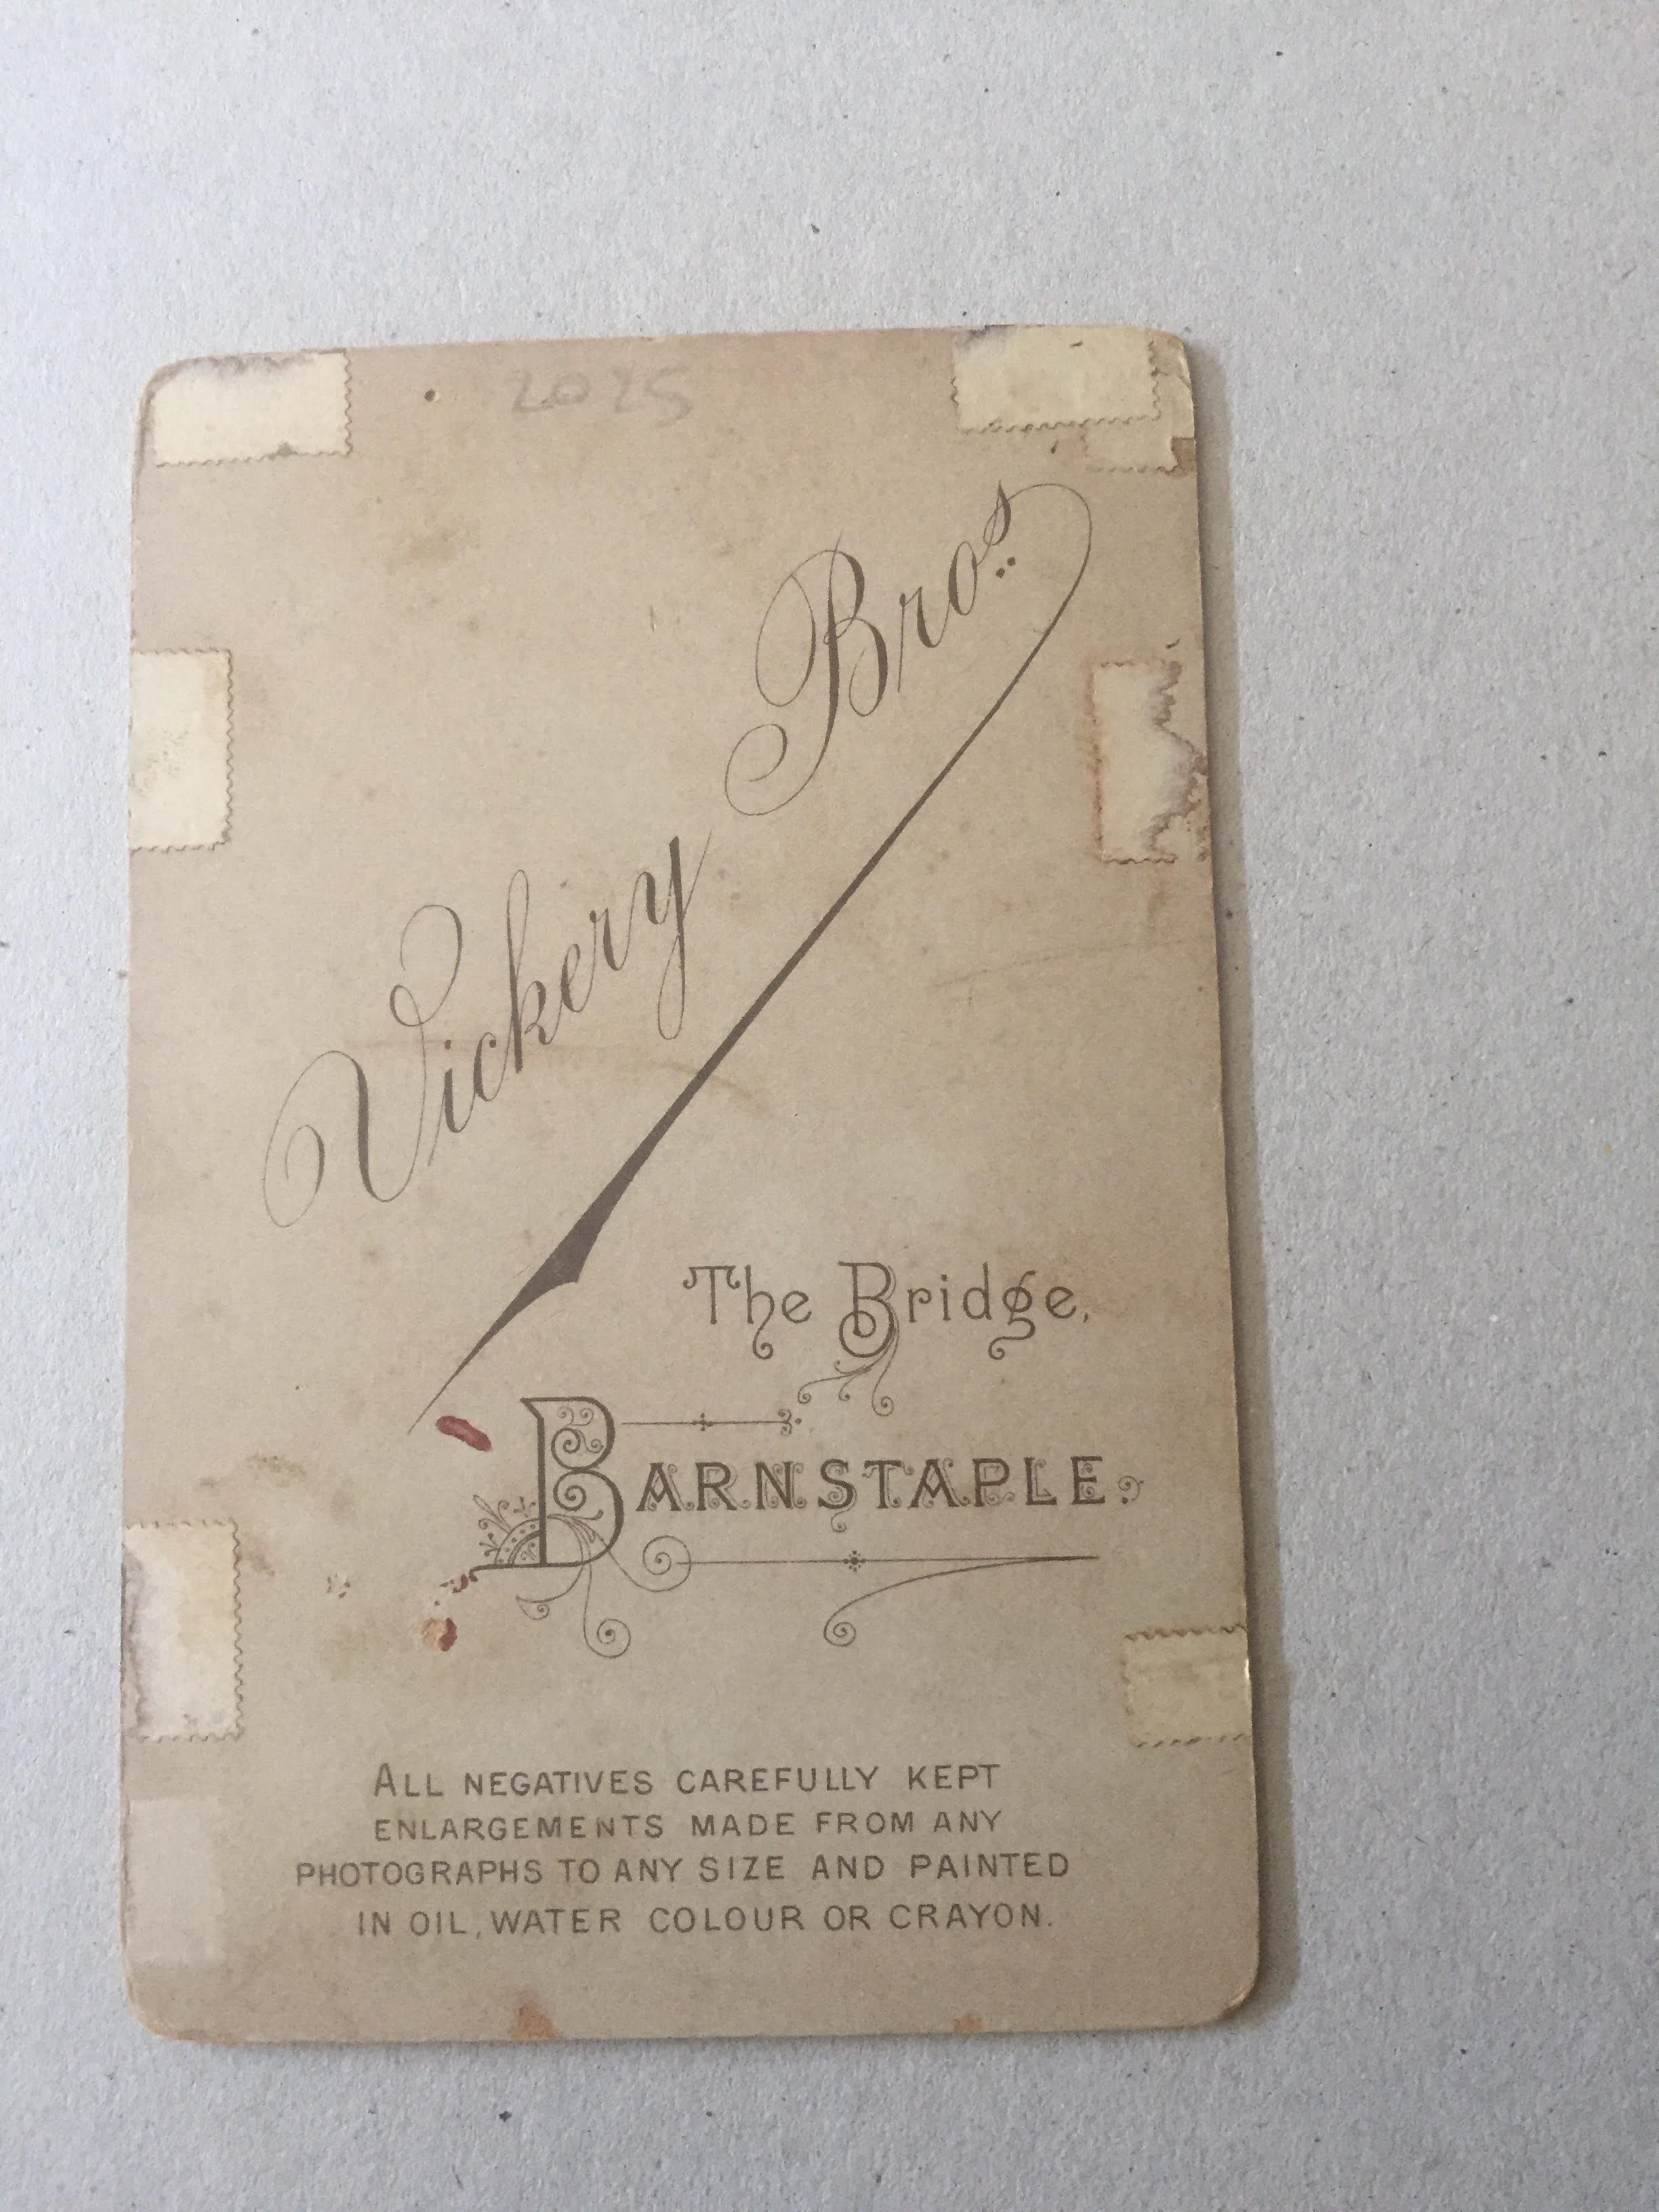 2025
Vickery Bros.
The Bridge,
BARNSTAPLE.
ALL NEGATIVES CAREFULLY KEPT
ENLARGEMENTS MADE FROM ANY
PHOTOGRAPHS TO ANY SIZE AND PAINTED
IN OIL, WATER COLOUR OR CRAYON.